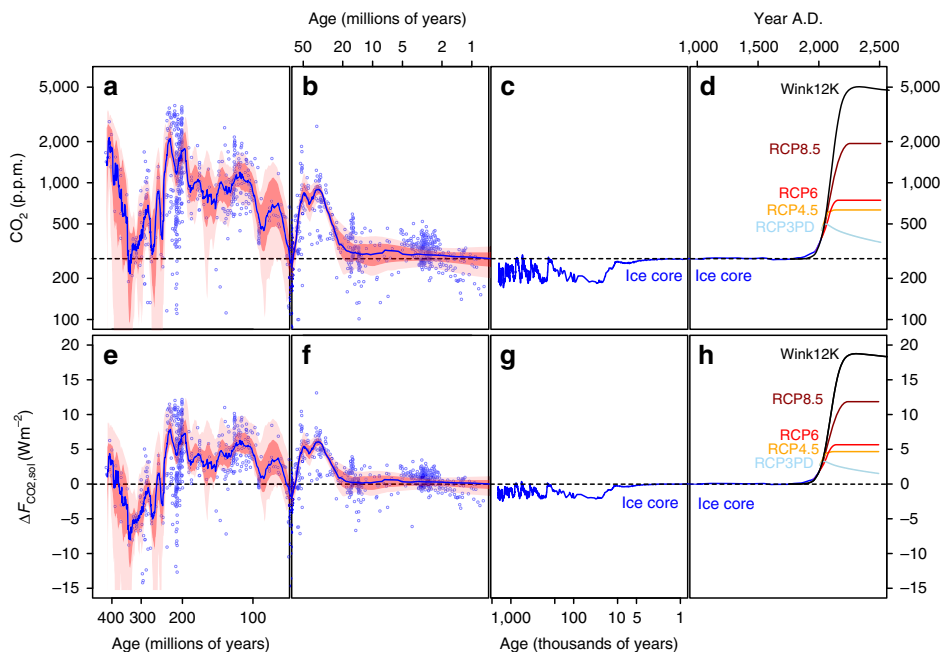 Age (millions of years)
50 20 10 5 2 1
Year A.D.
1,000 1,500 2,000 2,500
CO2 (p.p.m.)
5,000
2,000
1,000
500
200
100
a
b
c
Ice core
d
Wink12K
RCP8.5
RCP6
RCP4.5
RCP3PD
Ice core
5,000
2,000
1,000
500
200
100
ΔFCO2,sol (Wm−2)
20
15
10
5
0
−5
−10
−15
e
f
g
Ice core
h
Wink12K
RCP8.5
RCP6
RCP4.5
RCP3PD
Ice core
20
15
10
5
0
−5
−10
−15
400 300 200 100
Age (millions of years)
1,000 100 10 5 1
Age (thousands of years)